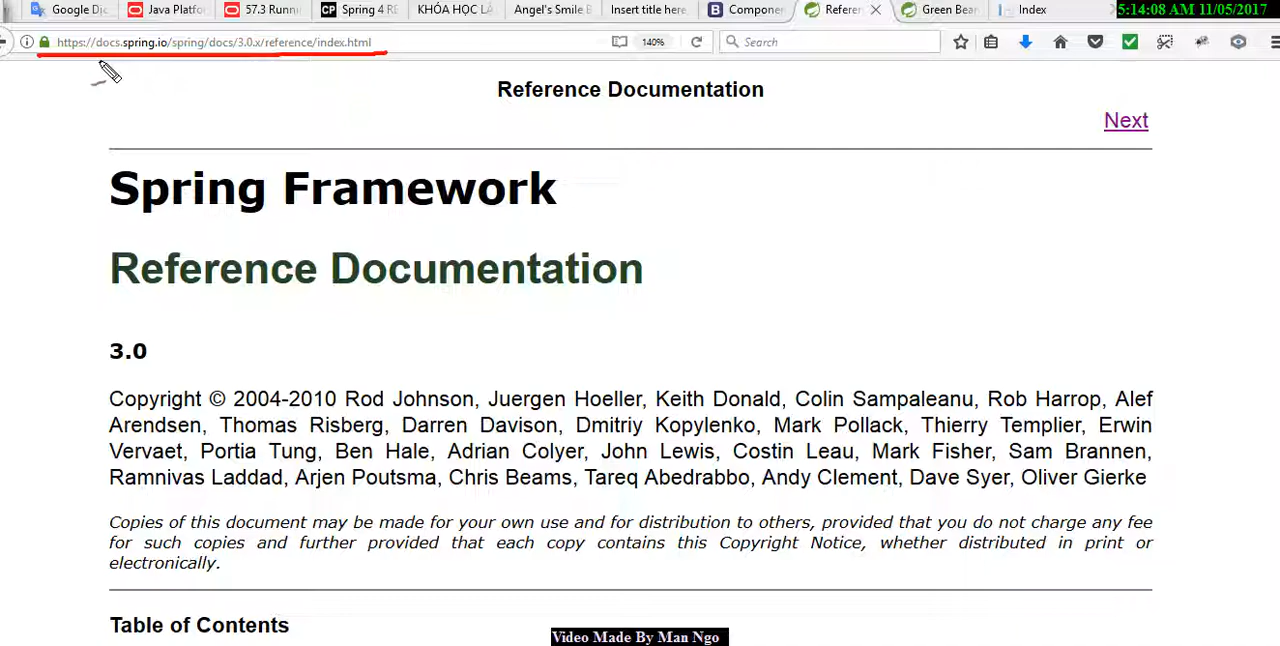 Google Dic Java Platfo 57.3 Runni CP Spring 4 RE KHÓA HỌC LẬ Angel's Smile B Insert title here B Componen Referen Green Bean Index 5:14:08 AM 11/05/2017
https://docs.spring.io/spring/docs/3.0.x/reference/index.html 140% Search
Reference Documentation
Next
Spring Framework
Reference Documentation
3.0
Copyright © 2004-2010 Rod Johnson, Juergen Hoeller, Keith Donald, Colin Sampaleanu, Rob Harrop, Alef
Arendsen, Thomas Risberg, Darren Davison, Dmitriy Kopylenko, Mark Pollack, Thierry Templier, Erwin
Vervaet, Portia Tung, Ben Hale, Adrian Colyer, John Lewis, Costin Leau, Mark Fisher, Sam Brannen,
Ramnivas Laddad, Arjen Poutsma, Chris Beams, Tareq Abedrabbo, Andy Clement, Dave Syer, Oliver Gierke
Copies of this document may be made for your own use and for distribution to others, provided that you do not charge any fee
for such copies and further provided that each copy contains this Copyright Notice, whether distributed in print or
electronically.
Table of Contents
Video Made By Man Ngo